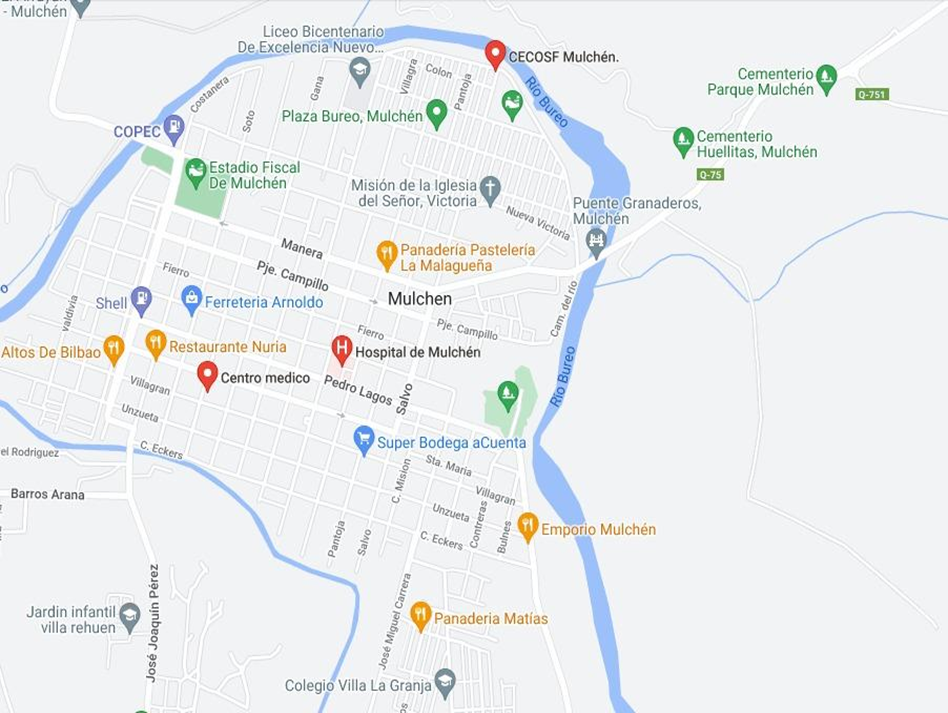 - Mulchén
Liceo Bicentenario
De Excelencia Nuevo...
CECOSF Mulchén.
Villagra
Colon
Pantoja
Gana
Costanera
Soto
Río Bureo
Cementerio
Parque Mulchén
Q-751
Plaza Bureo, Mulchén
COPEC
Cementerio
Huellitas, Mulchén
Q-75
Estadio Fiscal
De Mulchén
Misión de la Iglesia
del Señor, Victoria
Nueva Victoria
Puente Granaderos,
Mulchén
Manera
Panadería Pastelería
La Malagueña
Pje. Campillo
Fierro
Mulchen
Shell
Ferreteria Arnoldo
valdivia
o
Cam. del río
Pje. Campillo
Fierro
Altos De Bilbao
Restaurante Nuria
Hospital de Mulchén
Centro medico
Pedro Lagos
Salvo
Río Bureo
Villagran
Unzueta
Super Bodega aCuenta
C. Eckers
el Rodriguez
Sta. Maria
C. Mision
Villagran
Barros Arana
Unzueta
Contreras
Bulnes
Emporio Mulchén
Pantoja
Salvo
C. Eckers
José Joaquín Pérez
José Miguel Carrera
Jardin infantil
villa rehuen
Panaderia Matías
Colegio Villa La Granja
os